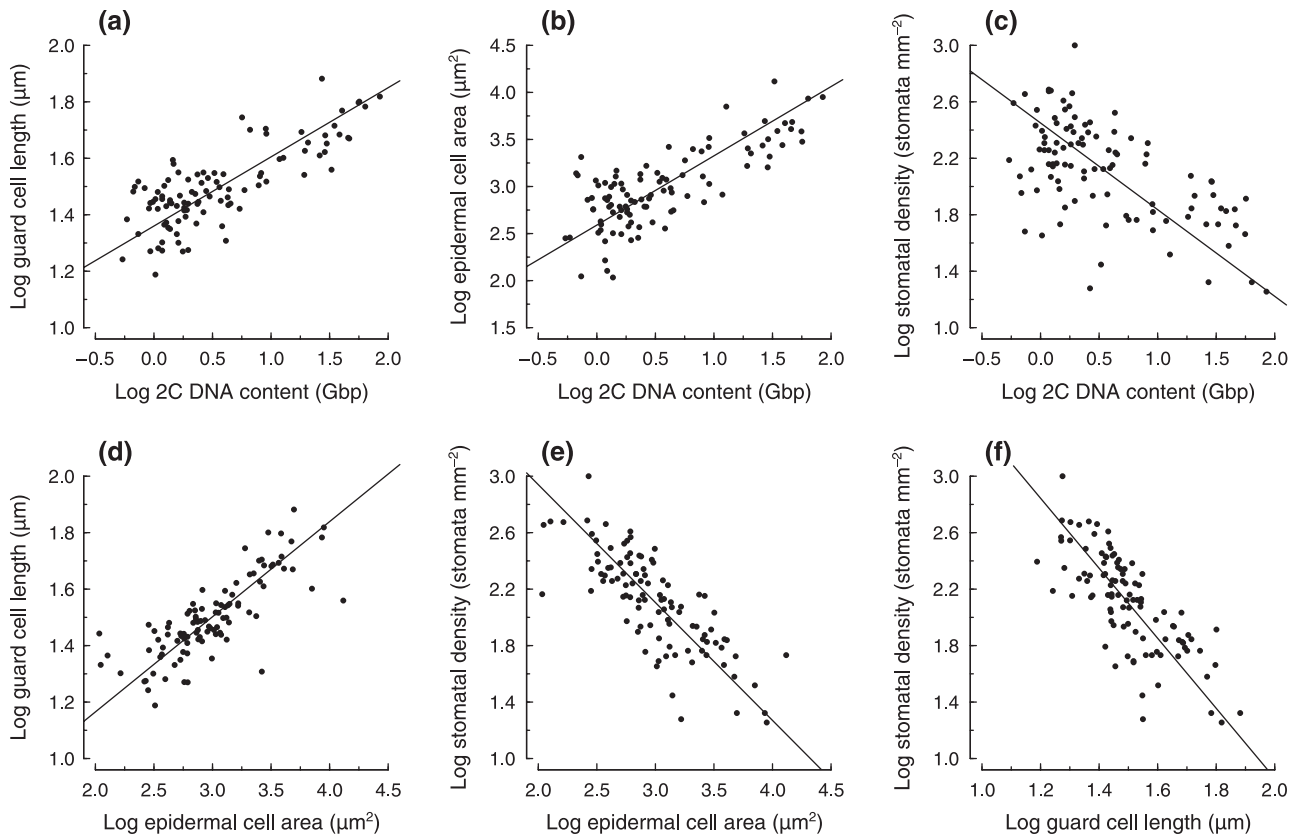 (a)
Log guard cell length (μm)
2.0
1.8
1.6
1.4
1.2
1.0
−0.5 0.0 0.5 1.0 1.5 2.0
Log 2C DNA content (Gbp)
(b)
Log epidermal cell area (μm²)
4.5
4.0
3.5
3.0
2.5
2.0
1.5
−0.5 0.0 0.5 1.0 1.5 2.0
Log 2C DNA content (Gbp)
(c)
Log stomatal density (stomata mm⁻²)
3.0
2.6
2.2
1.8
1.4
1.0
−0.5 0.0 0.5 1.0 1.5 2.0
Log 2C DNA content (Gbp)
(d)
Log guard cell length (μm)
2.0
1.8
1.6
1.4
1.2
1.0
2.0 2.5 3.0 3.5 4.0 4.5
Log epidermal cell area (μm²)
(e)
Log stomatal density (stomata mm⁻²)
3.0
2.6
2.2
1.8
1.4
1.0
2.0 2.5 3.0 3.5 4.0 4.5
Log epidermal cell area (μm²)
(f)
Log stomatal density (stomata mm⁻²)
3.0
2.6
2.2
1.8
1.4
1.0
1.0 1.2 1.4 1.6 1.8 2.0
Log guard cell length (μm)